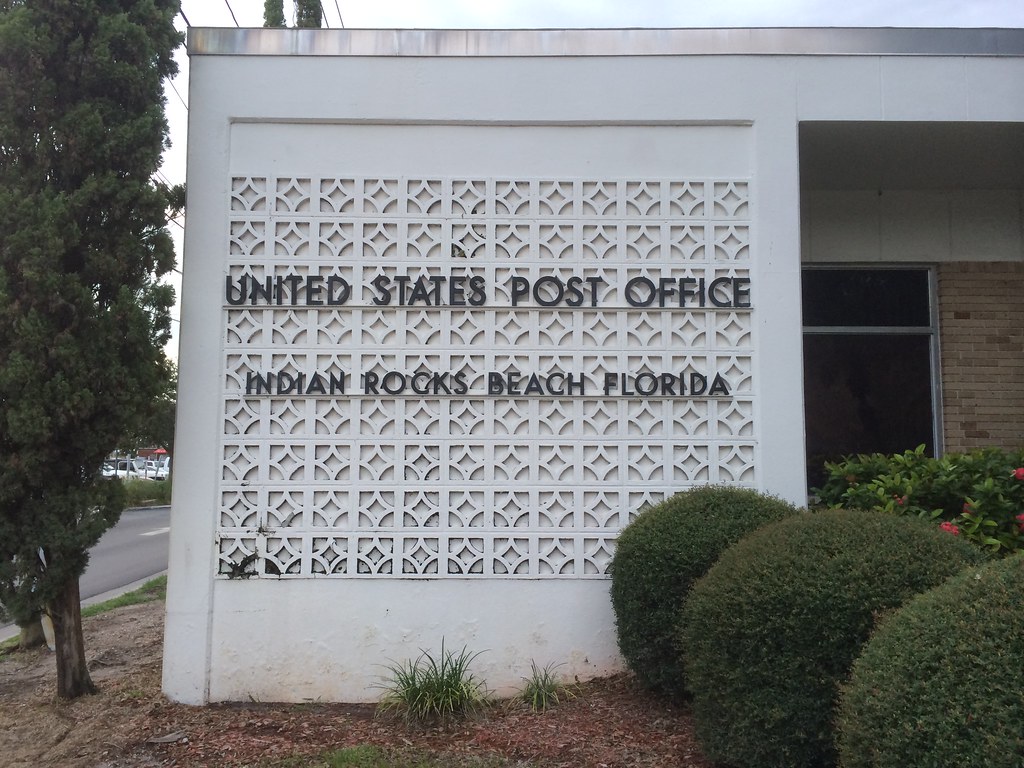 UNITED STATES POST OFFICE
INDIAN ROCKS BEACH FLORIDA